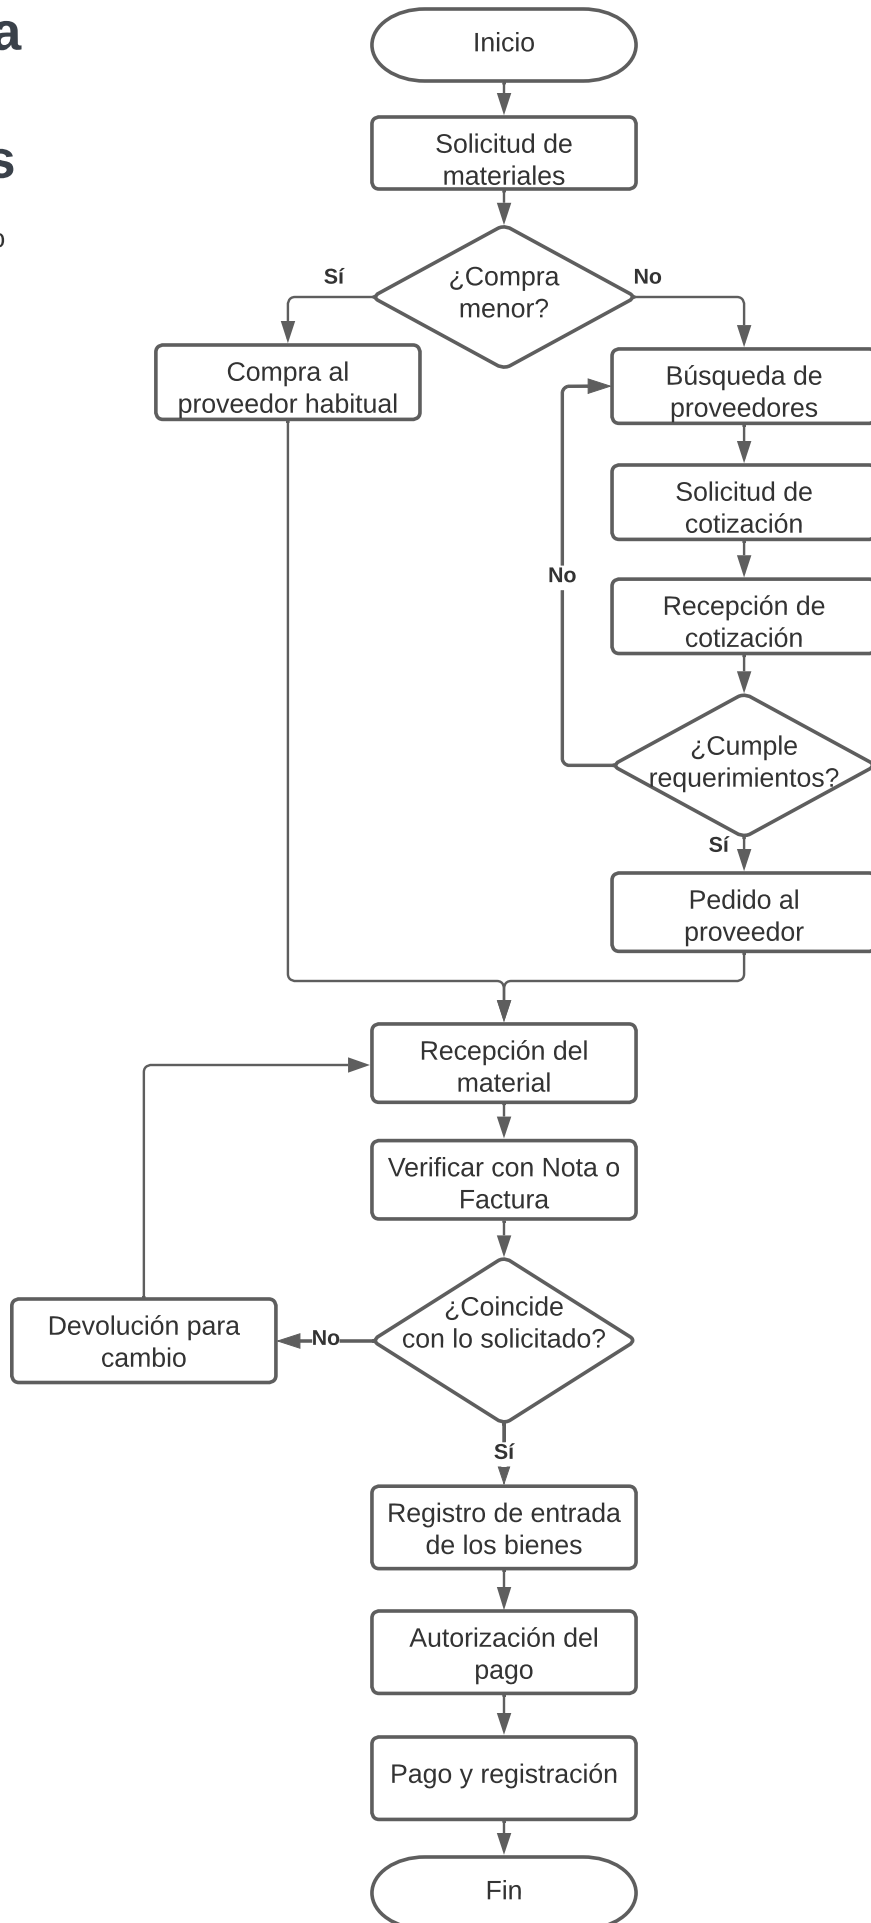 Inicio
Solicitud de
materiales
¿Compra
menor?
Sí
No
Compra al
proveedor habitual
Búsqueda de
proveedores
Solicitud de
cotización
No
Recepción de
cotización
¿Cumple
requerimientos?
Sí
Pedido al
proveedor
Recepción del
material
Verificar con Nota o
Factura
¿Coincide
con lo solicitado?
No
Devolución para
cambio
Sí
Registro de entrada
de los bienes
Autorización del
pago
Pago y registración
Fin